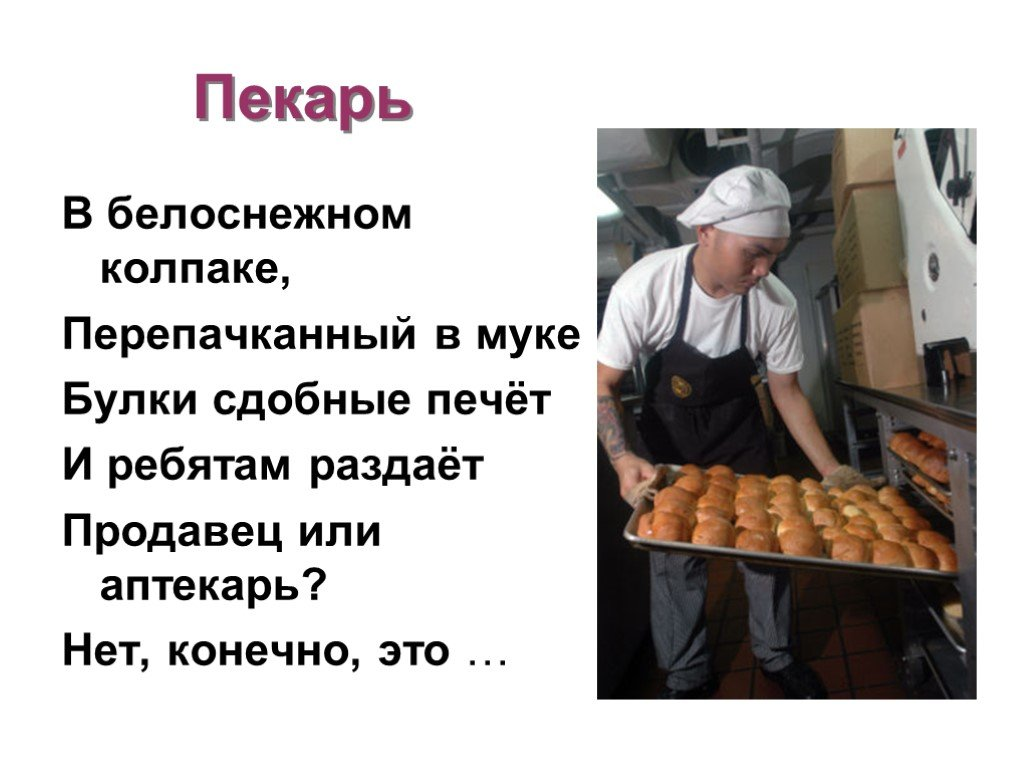 Пекарь
В белоснежном
колпаке,
Перепачканный в муке
Булки сдобные печёт
И ребятам раздаёт
Продавец или
аптекарь?
Нет, конечно, это …